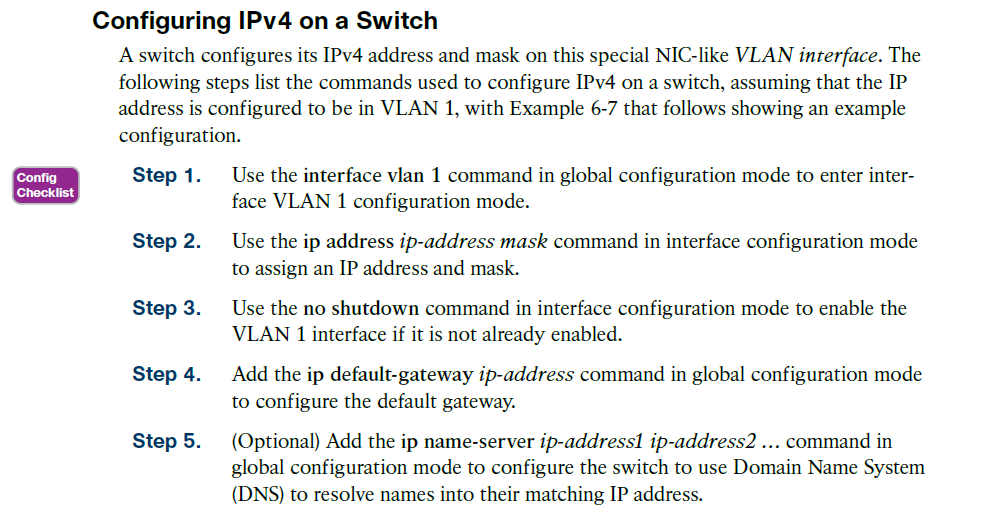 Configuring IPv4 on a Switch
A switch configures its IPv4 address and mask on this special NIC-like VLAN interface. The
following steps list the commands used to configure IPv4 on a switch, assuming that the IP
address is configured to be in VLAN 1, with Example 6-7 that follows showing an example
configuration.
Config
Checklist
Step 1. Use the interface vlan 1 command in global configuration mode to enter inter-
face VLAN 1 configuration mode.
Step 2. Use the ip address ip-address mask command in interface configuration mode
to assign an IP address and mask.
Step 3. Use the no shutdown command in interface configuration mode to enable the
VLAN 1 interface if it is not already enabled.
Step 4. Add the ip default-gateway ip-address command in global configuration mode
to configure the default gateway.
Step 5. (Optional) Add the ip name-server ip-address1 ip-address2 … command in
global configuration mode to configure the switch to use Domain Name System
(DNS) to resolve names into their matching IP address.